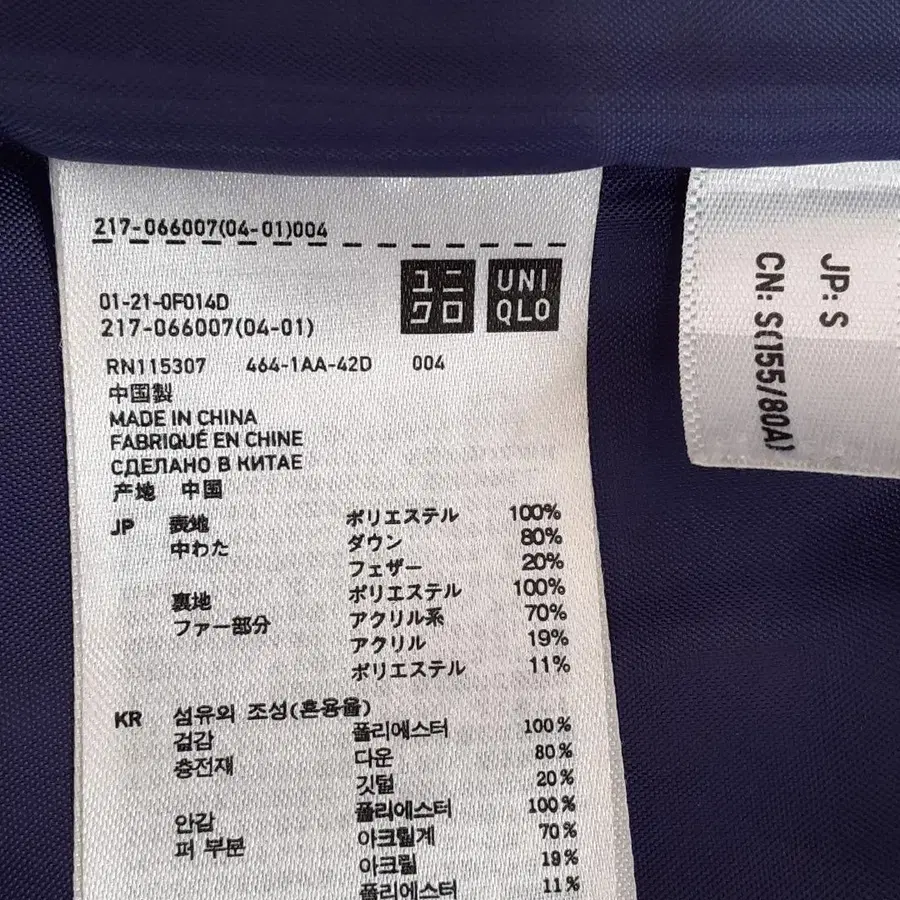 217-066007(04-01)004
ユニクロ
UNIQLO
01-21-0F014D
217-066007(04-01)
RN115307 464-1AA-42D 004
中国製
MADE IN CHINA
FABRIQUÉ EN CHINE
СДЕЛАНО В КИТАЕ
产地 中国
JP 表地 ポリエステル 100%
中わた ダウン 80%
フェザー 20%
裏地 ポリエステル 100%
ファー部分 アクリル系 70%
アクリル 19%
ポリエステル 11%
KR 섬유의 조성(혼용율)
겉감 폴리에스터 100%
충전재 다운 80%
깃털 20%
안감 폴리에스터 100%
퍼 부분 아크릴계 70%
아크릴 19%
폴리에스터 11%
JP: S
CN: S(155/80A)